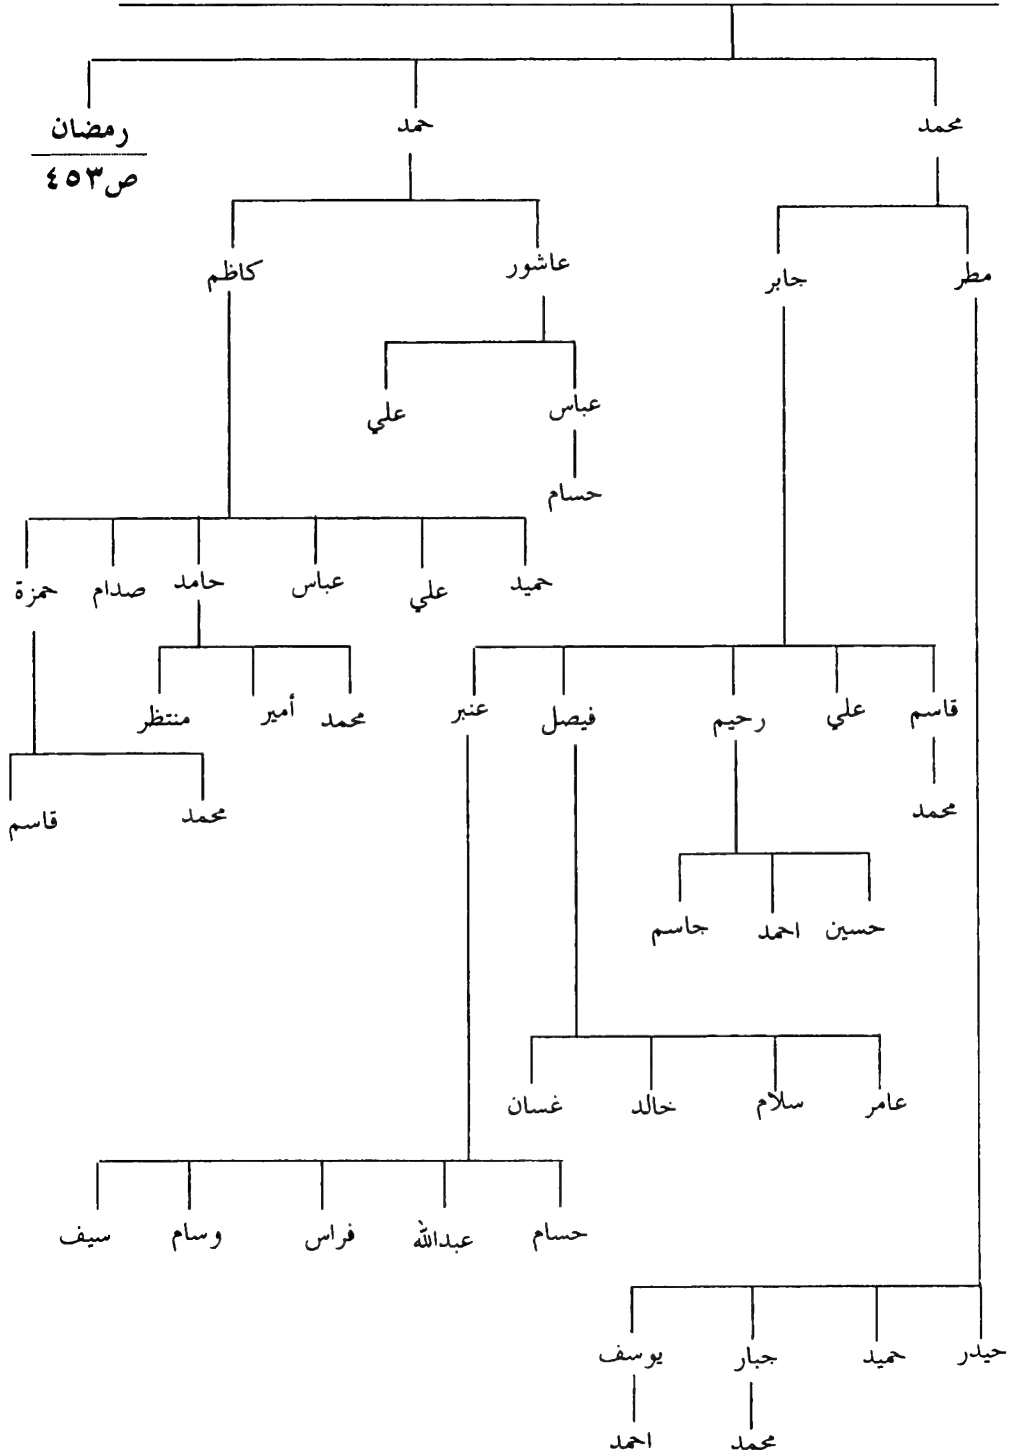 محمد حمد رمضان
ص٤٥٣
مطر جابر عاشور كاظم
عباس علي
حسام
حميد علي عباس حامد صدام حمزة
قاسم علي رحيم فيصل عنبر محمد أمير منتظر
محمد محمد قاسم
حسين احمد جاسم
عامر سلام خالد غسان
حسام عبدالله فراس وسام سيف
حيدر حميد جبار يوسف
محمد احمد